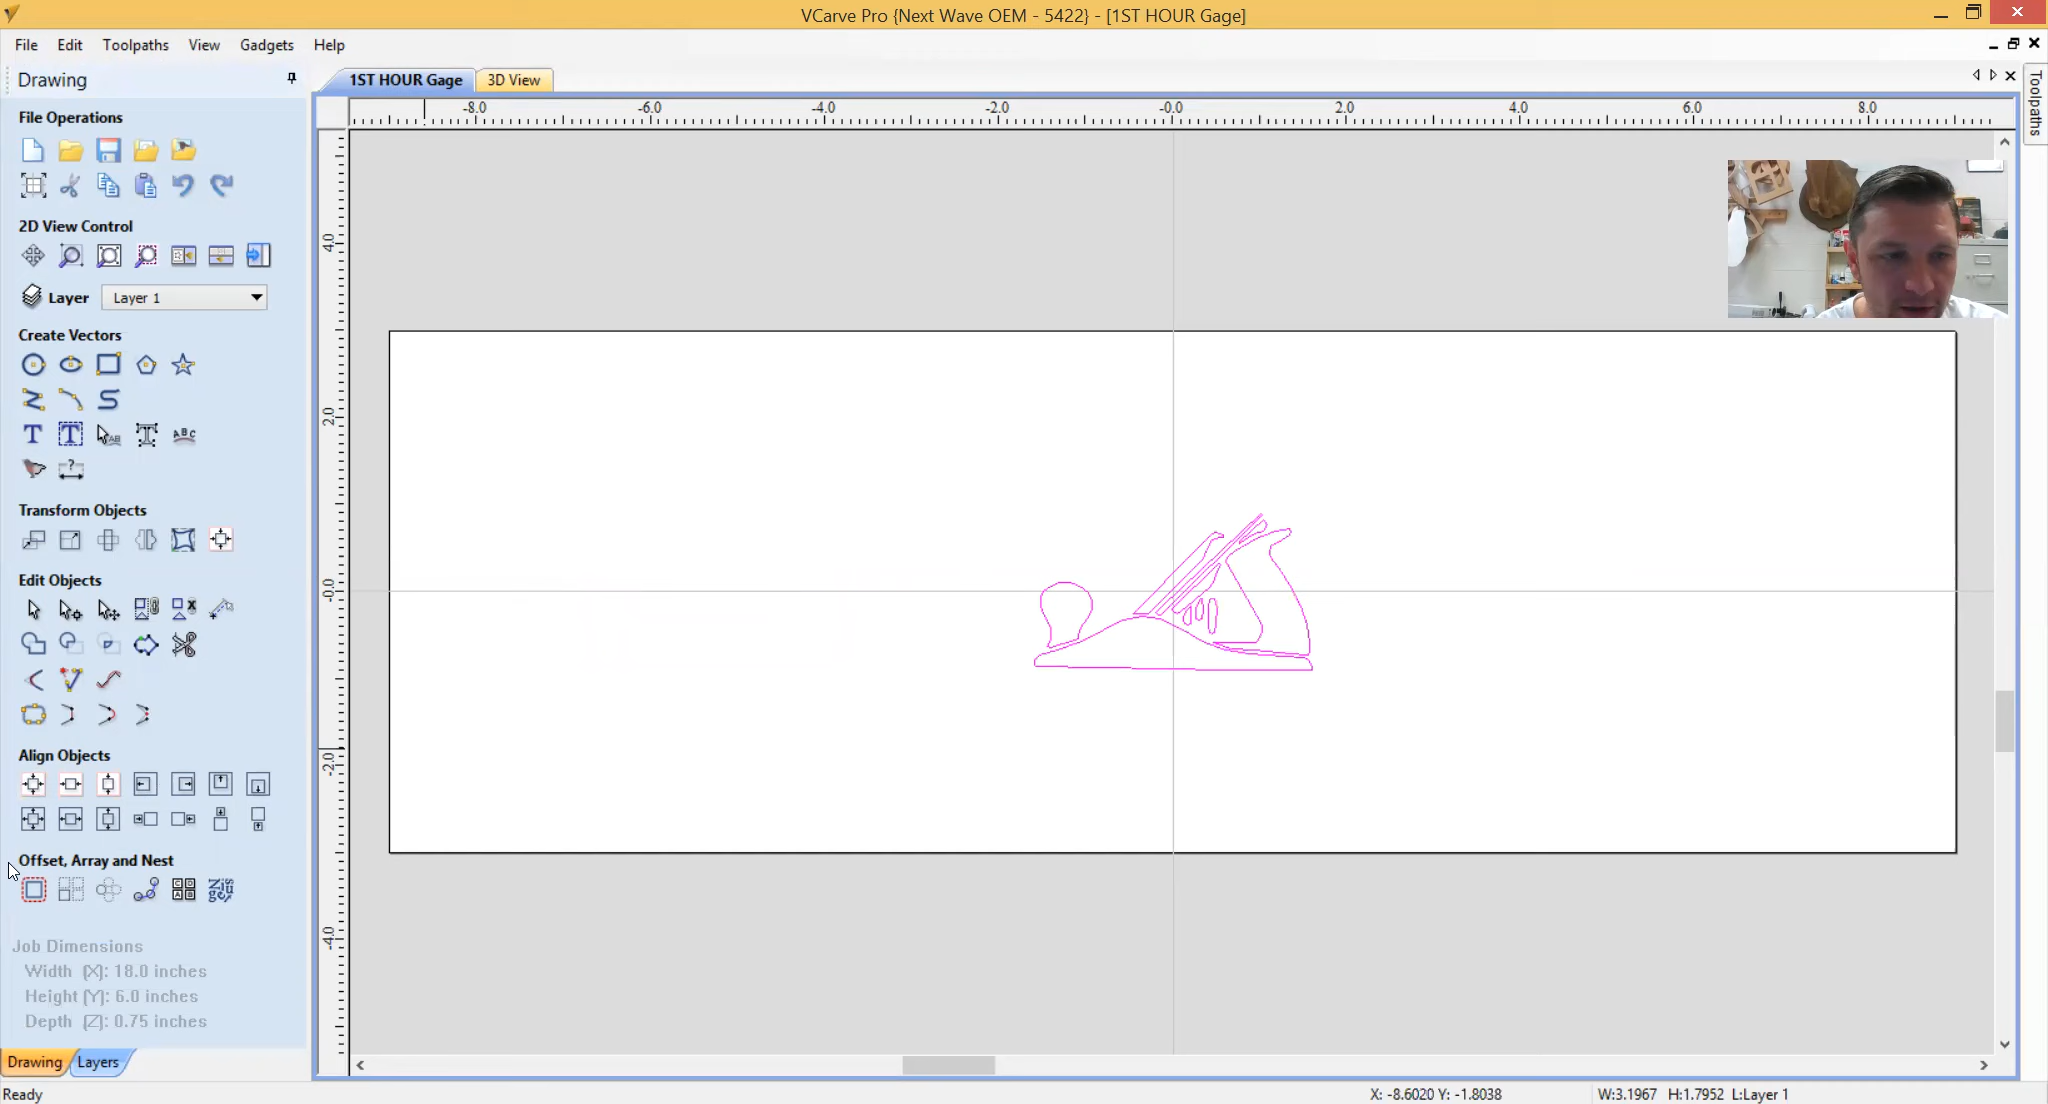 VCarve Pro {Next Wave OEM - 5422} - [1ST HOUR Gage]
File Edit Toolpaths View Gadgets Help
Drawing
1ST HOUR Gage 3D View
Toolpaths
-8.0 -6.0 -4.0 -2.0 -0.0 2.0 4.0 6.0 8.0
4.0
2.0
-0.0
-2.0
-4.0
File Operations
2D View Control
Layer Layer 1
Create Vectors
Transform Objects
Edit Objects
Align Objects
Offset, Array and Nest
Job Dimensions
Width (X): 18.0 inches
Height (Y): 6.0 inches
Depth (Z): 0.75 inches
Drawing Layers
Ready
X: -8.6020 Y: -1.8038
W:3.1967 H:1.7952 L:Layer 1